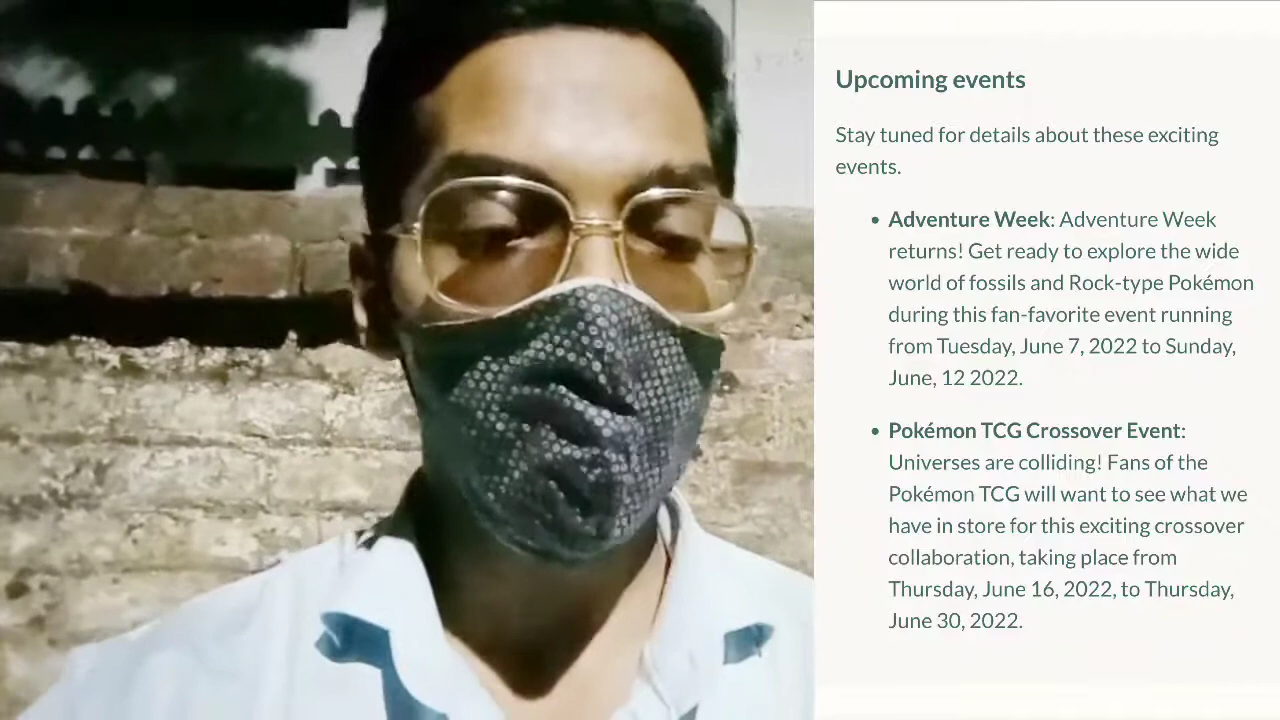 Upcoming events
Stay tuned for details about these exciting
events.
• Adventure Week: Adventure Week
returns! Get ready to explore the wide
world of fossils and Rock-type Pokémon
during this fan-favorite event running
from Tuesday, June 7, 2022 to Sunday,
June, 12 2022.
• Pokémon TCG Crossover Event:
Universes are colliding! Fans of the
Pokémon TCG will want to see what we
have in store for this exciting crossover
collaboration, taking place from
Thursday, June 16, 2022, to Thursday,
June 30, 2022.